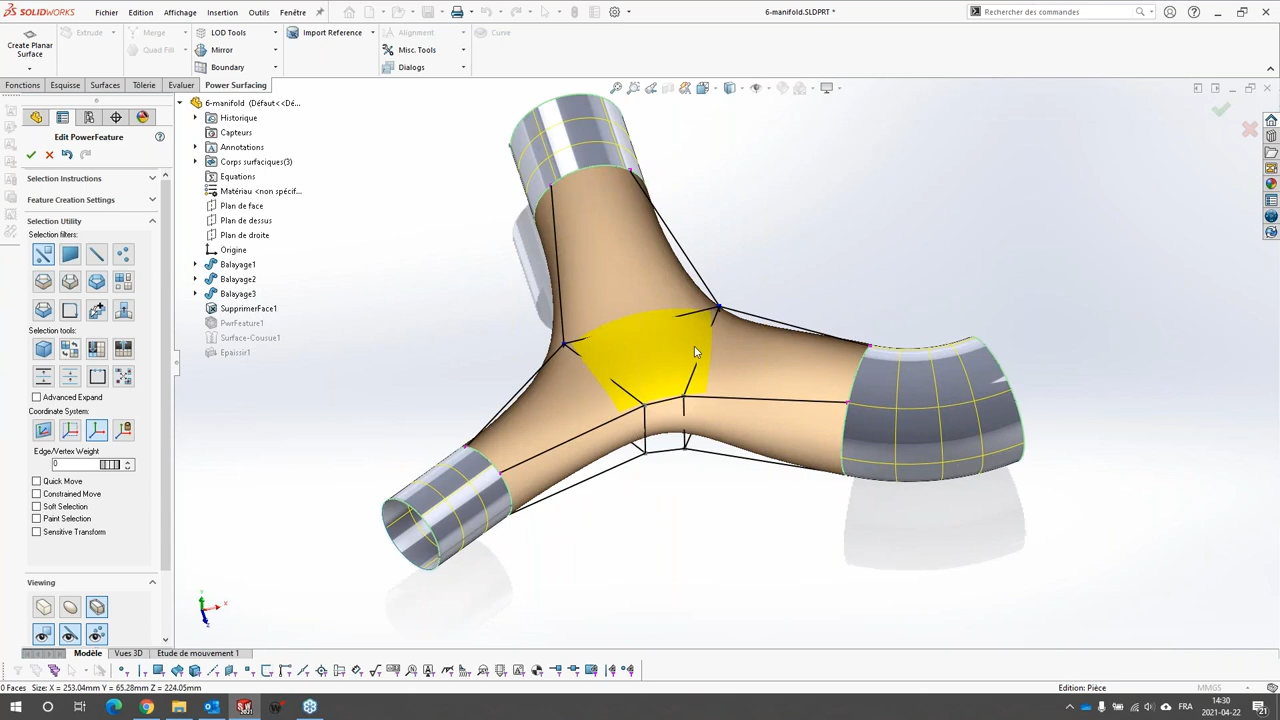 SOLIDWORKS
Fichier
Edition
Affichage
Insertion
Outils
Fenêtre
6-manifold.SLDPRT *
Rechercher des commandes
Create Planar
Surface
Extrude
Merge
Quad Fill
LOD Tools
Mirror
Boundary
Import Reference
Alignment
Misc. Tools
Dialogs
Curve
Fonctions
Esquisse
Surfaces
Tôlerie
Evaluer
Power Surfacing
Edit PowerFeature
Selection Instructions
Feature Creation Settings
Selection Utility
Selection filters:
Selection tools:
Advanced Expand
Coordinate System:
Edge/Vertex Weight
0
Quick Move
Constrained Move
Soft Selection
Paint Selection
Sensitive Transform
Viewing
6-manifold (Défaut<<Dé...
Historique
Capteurs
Annotations
Corps surfaciques(3)
Equations
Matériau <non spécif...
Plan de face
Plan de dessus
Plan de droite
Origine
Balayage1
Balayage2
Balayage3
SupprimerFace1
PwrFeature1
Surface-Cousue1
Epaissir1
Y
X
Z
Modèle
Vues 3D
Etude de mouvement 1
0 Faces Size: X = 253.04mm Y = 65.28mm Z = 224.05mm
Edition: Pièce
MMGS
FRA
14:30
2021-04-22
21